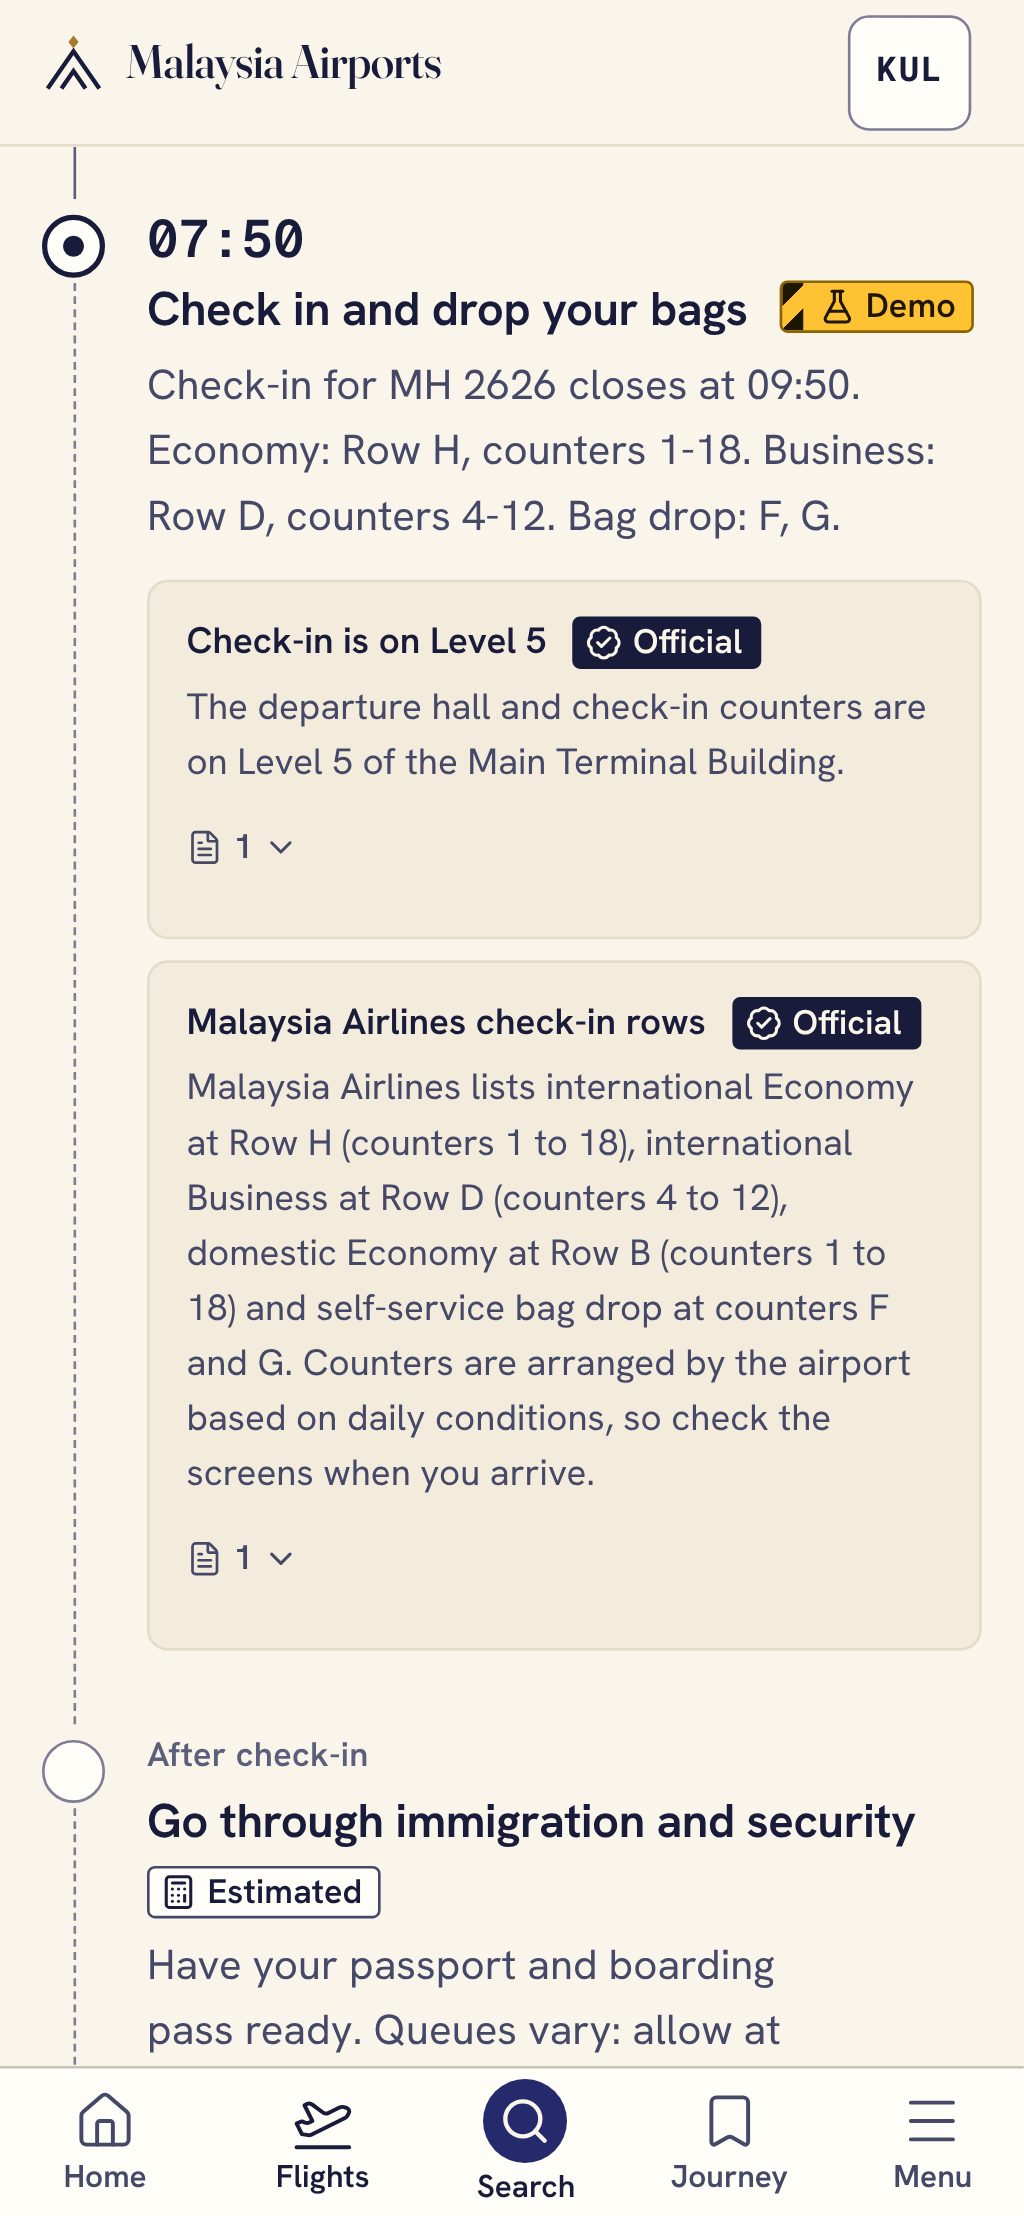 Malaysia Airports
KUL
07:50
Check in and drop your bags
Demo
Check-in for MH 2626 closes at 09:50.
Economy: Row H, counters 1-18. Business:
Row D, counters 4-12. Bag drop: F, G.
Check-in is on Level 5
Official
The departure hall and check-in counters are
on Level 5 of the Main Terminal Building.
1
Malaysia Airlines check-in rows
Official
Malaysia Airlines lists international Economy
at Row H (counters 1 to 18), international
Business at Row D (counters 4 to 12),
domestic Economy at Row B (counters 1 to
18) and self-service bag drop at counters F
and G. Counters are arranged by the airport
based on daily conditions, so check the
screens when you arrive.
1
After check-in
Go through immigration and security
Estimated
Have your passport and boarding
pass ready. Queues vary: allow at
Home
Flights
Search
Journey
Menu